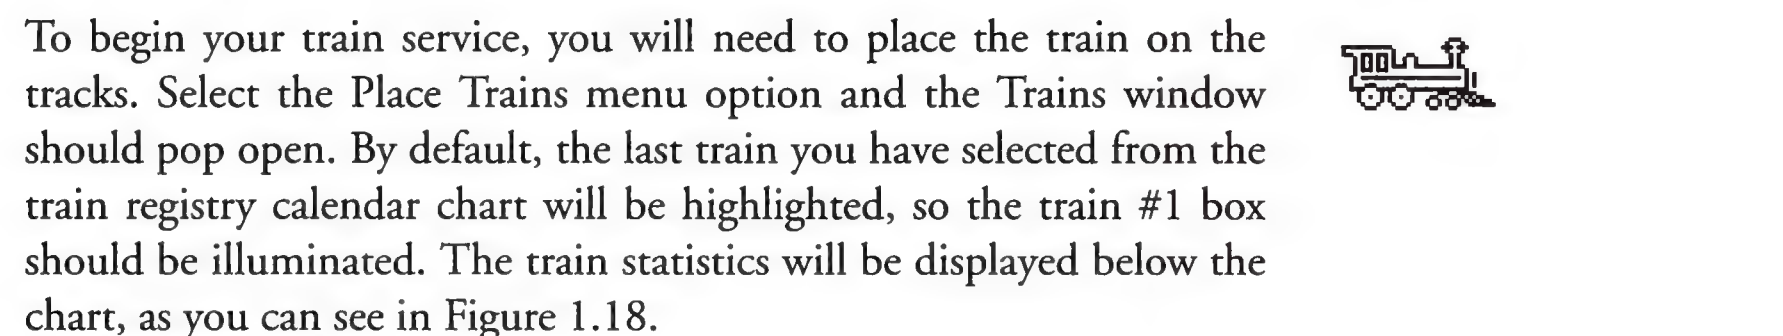 To begin your train service, you will need to place the train on the
tracks. Select the Place Trains menu option and the Trains window
should pop open. By default, the last train you have selected from the
train registry calendar chart will be highlighted, so the train #1 box
should be illuminated. The train statistics will be displayed below the
chart, as you can see in Figure 1.18.